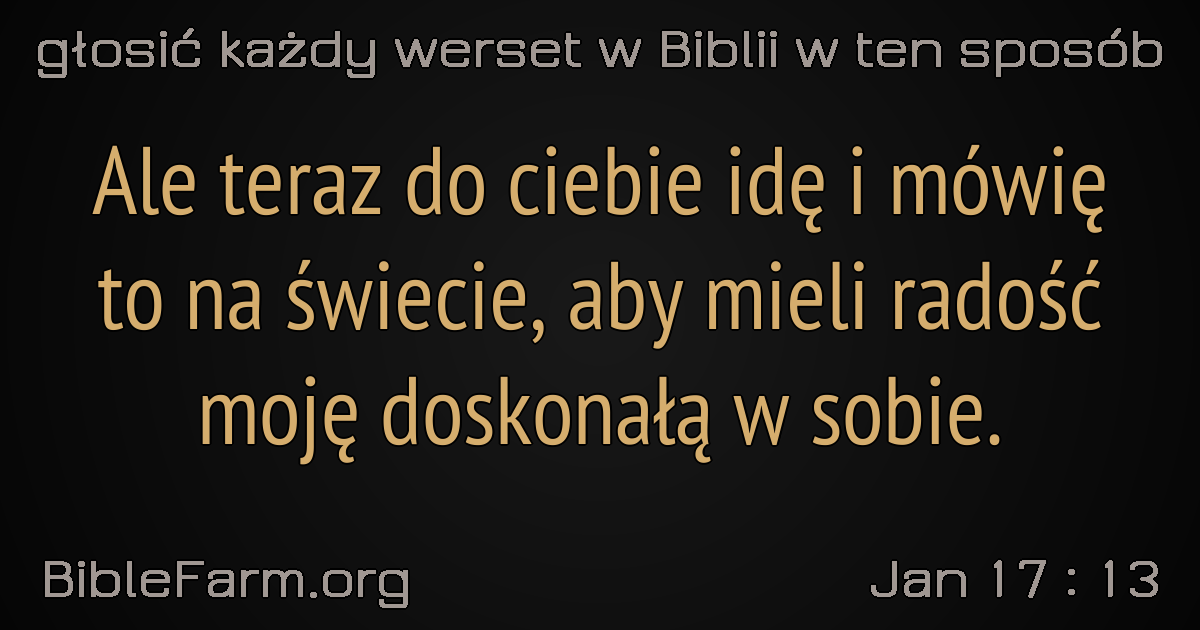 głosić każdy werset w Biblii w ten sposób
Ale teraz do ciebie idę i mówię
to na świecie, aby mieli radość
moję doskonałą w sobie.
BibleFarm.org
Jan 17 : 13